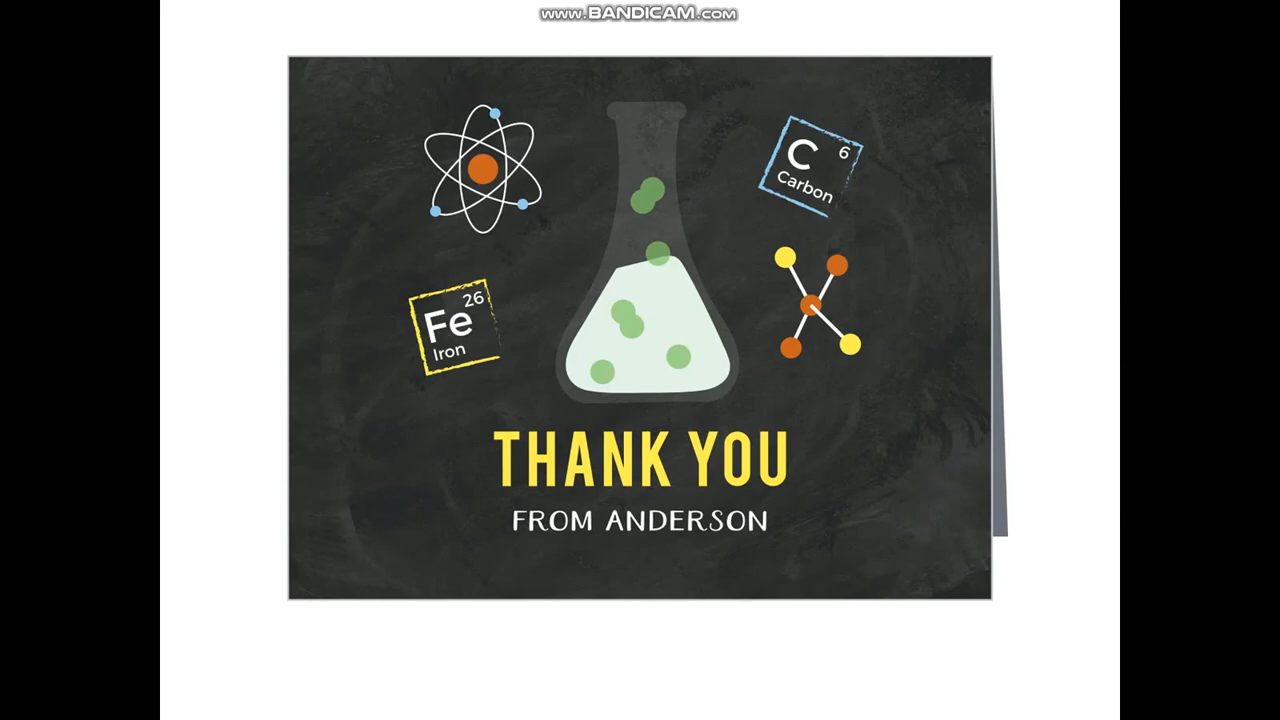 www.BANDICAM.com
C 6
Carbon
26
Fe
Iron
THANK YOU
FROM ANDERSON